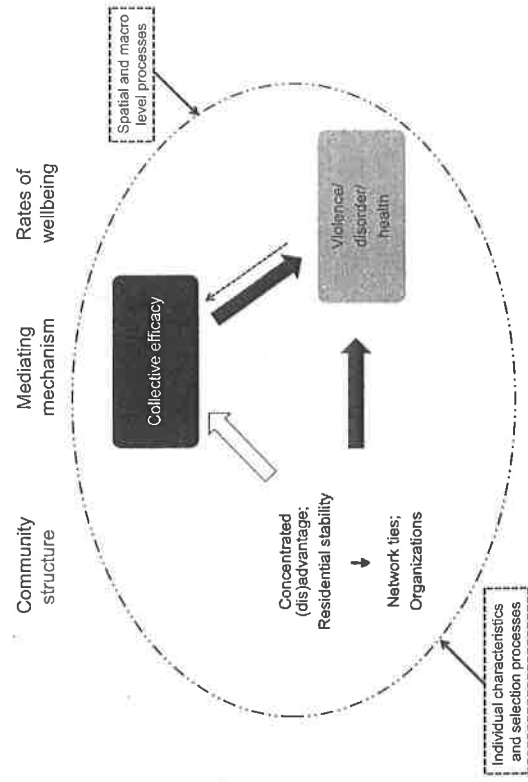 Community
structure
Mediating
mechanism
Rates of
wellbeing
Spatial and macro
level processes
Collective efficacy
Concentrated
(dis)advantage;
Residential stability
Network ties;
Organizations
Violence/
disorder/
health
Individual characteristics
and selection processes